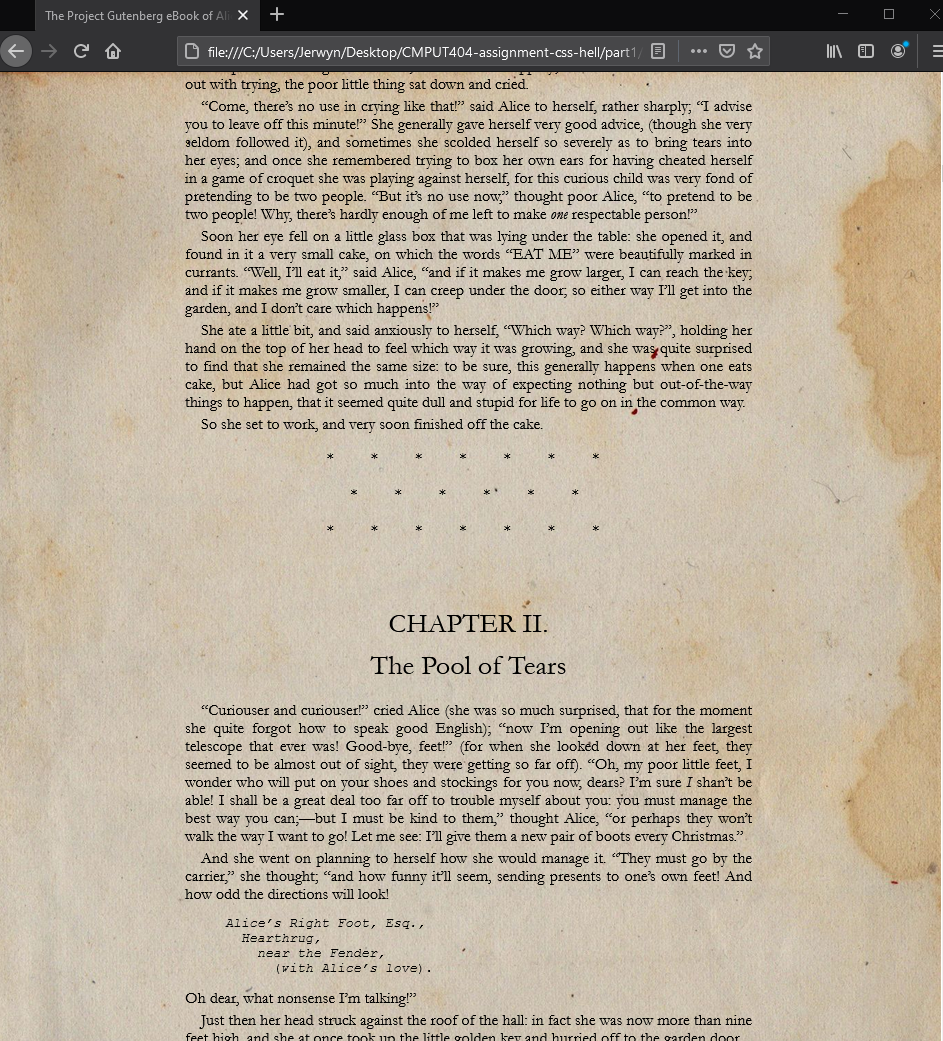 The Project Gutenberg eBook of Ali
file:///C:/Users/Jerwyn/Desktop/CMPUT404-assignment-css-hell/part1/
out with trying, the poor little thing sat down and cried.
“Come, there’s no use in crying like that!” said Alice to herself, rather sharply; “I advise
you to leave off this minute!” She generally gave herself very good advice, (though she very
seldom followed it), and sometimes she scolded herself so severely as to bring tears into
her eyes; and once she remembered trying to box her own ears for having cheated herself
in a game of croquet she was playing against herself, for this curious child was very fond of
pretending to be two people. “But it’s no use now,” thought poor Alice, “to pretend to be
two people! Why, there’s hardly enough of me left to make one respectable person!”
Soon her eye fell on a little glass box that was lying under the table: she opened it, and
found in it a very small cake, on which the words “EAT ME” were beautifully marked in
currants. “Well, I’ll eat it,” said Alice, “and if it makes me grow larger, I can reach the key;
and if it makes me grow smaller, I can creep under the door; so either way I’ll get into the
garden, and I don’t care which happens!”
She ate a little bit, and said anxiously to herself, “Which way? Which way?”, holding her
hand on the top of her head to feel which way it was growing, and she was quite surprised
to find that she remained the same size: to be sure, this generally happens when one eats
cake, but Alice had got so much into the way of expecting nothing but out-of-the-way
things to happen, that it seemed quite dull and stupid for life to go on in the common way.
So she set to work, and very soon finished off the cake.
* * * * * * *
* * * * * *
* * * * * * *
CHAPTER II.
The Pool of Tears
“Curiouser and curiouser!” cried Alice (she was so much surprised, that for the moment
she quite forgot how to speak good English); “now I’m opening out like the largest
telescope that ever was! Good-bye, feet!” (for when she looked down at her feet, they
seemed to be almost out of sight, they were getting so far off). “Oh, my poor little feet, I
wonder who will put on your shoes and stockings for you now, dears? I’m sure I shan’t be
able! I shall be a great deal too far off to trouble myself about you: you must manage the
best way you can;—but I must be kind to them,” thought Alice, “or perhaps they won’t
walk the way I want to go! Let me see: I’ll give them a new pair of boots every Christmas.”
And she went on planning to herself how she would manage it. “They must go by the
carrier,” she thought; “and how funny it’ll seem, sending presents to one’s own feet! And
how odd the directions will look!
Alice’s Right Foot, Esq.,
Hearthrug,
near the Fender,
(with Alice’s love).
Oh dear, what nonsense I’m talking!”
Just then her head struck against the roof of the hall: in fact she was now more than nine
feet high, and she at once took up the little golden key and hurried off to the garden door.